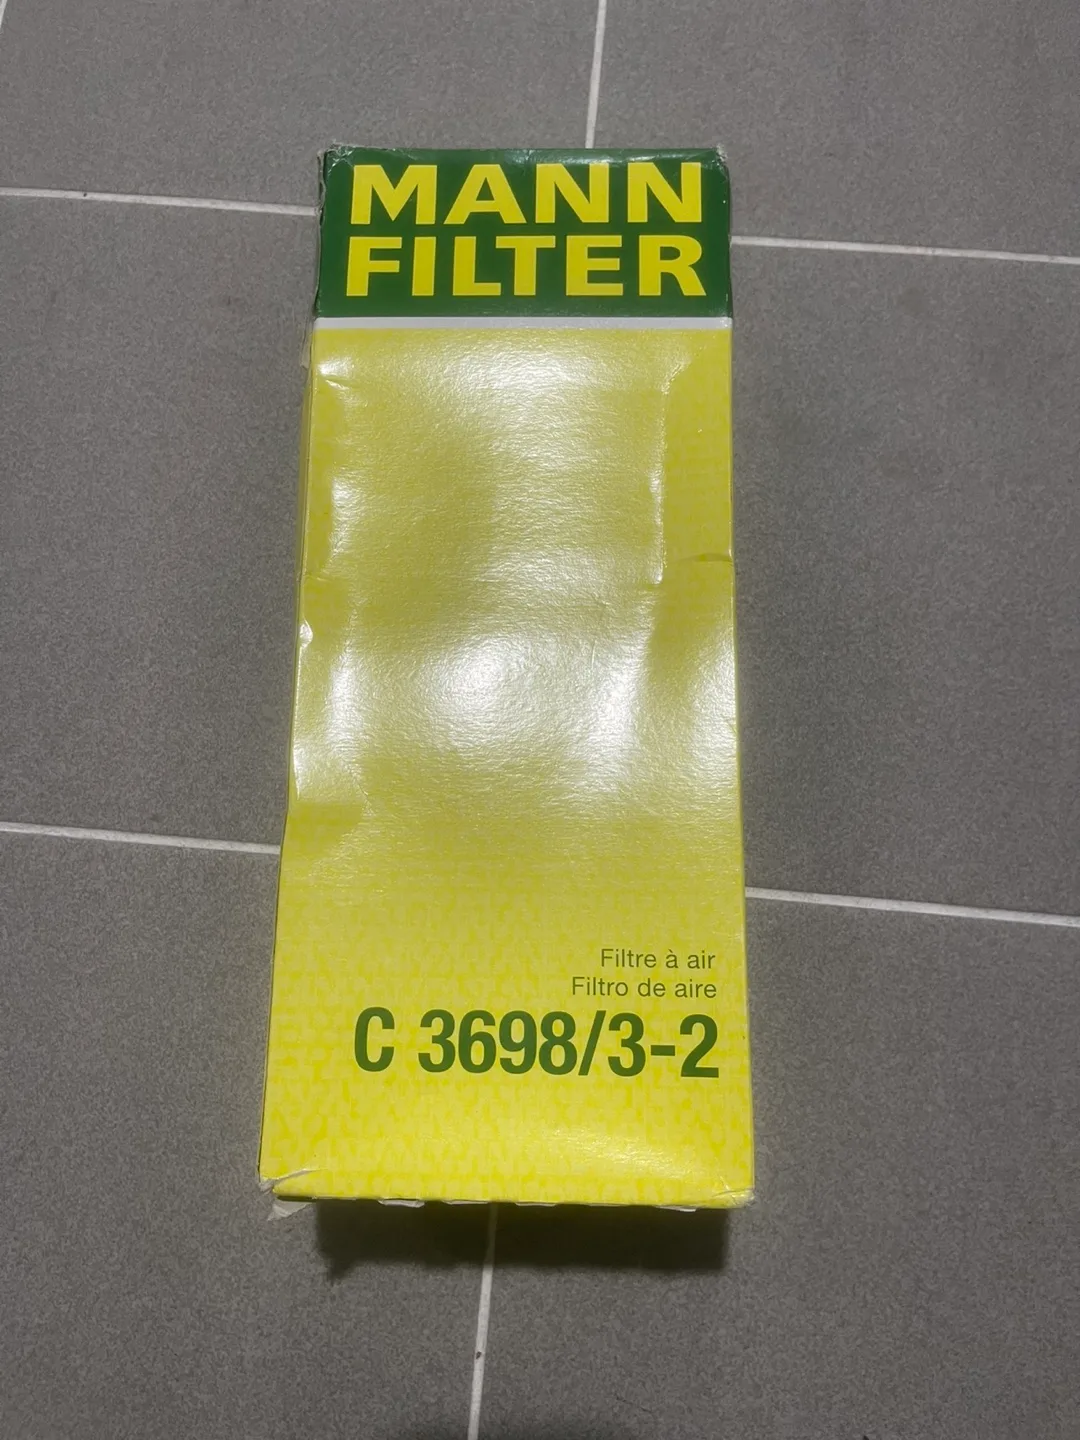 MANN
FILTER
Filtre à air
Filtro de aire
C 3698/3-2